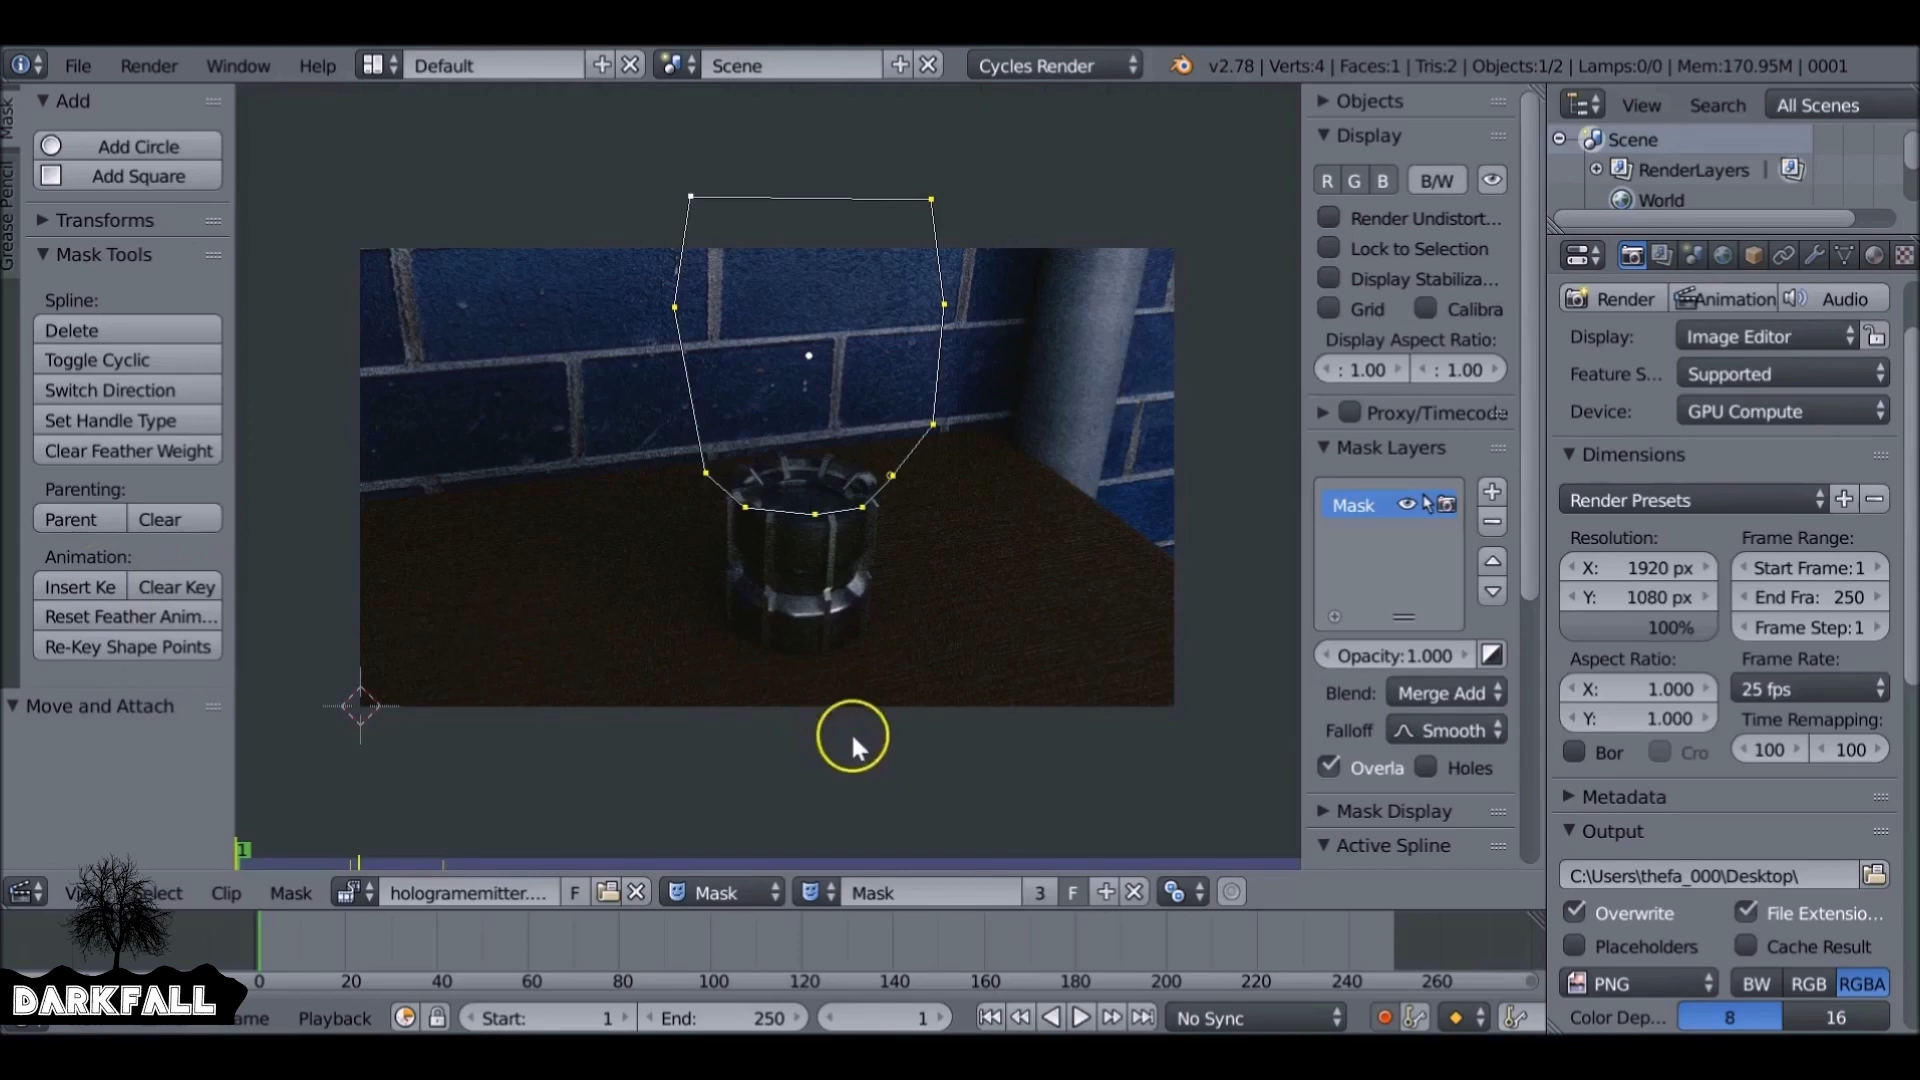 File Render Window Help Default Scene Cycles Render v2.78 | Verts:4 | Faces:1 | Tris:2 | Objects:1/2 | Lamps:0/0 | Mem:170.95M | 0001
Mask
Grease Pencil
Add
Add Circle
Add Square
Transforms
Mask Tools
Spline:
Delete
Toggle Cyclic
Switch Direction
Set Handle Type
Clear Feather Weight
Parenting:
Parent Clear
Animation:
Insert Ke Clear Key
Reset Feather Anim...
Re-Key Shape Points
Move and Attach
Objects
Display
R G B B/W
Render Undistort...
Lock to Selection
Display Stabiliza...
Grid Calibra
Display Aspect Ratio:
: 1.00 : 1.00
Proxy/Timecode
Mask Layers
Mask
Opacity:1.000
Blend: Merge Add
Falloff Smooth
Overla Holes
Mask Display
Active Spline
View Search All Scenes
Scene
RenderLayers
World
Render Animation Audio
Display: Image Editor
Feature S... Supported
Device: GPU Compute
Dimensions
Render Presets
Resolution: Frame Range:
X: 1920 px Start Frame:1
Y: 1080 px End Fra: 250
100% Frame Step:1
Aspect Ratio: Frame Rate:
X: 1.000 25 fps
Y: 1.000 Time Remapping:
Bor Cro 100 100
Metadata
Output
C:\Users\thefa_000\Desktop\
Overwrite File Extensio...
Placeholders Cache Result
PNG BW RGB RGBA
Color Dep... 8 16
1
Clip Mask hologramemitter.... F Mask Mask 3 F
0 20 40 60 80 100 120 140 160 180 200 220 240 260
Playback Start: 1 End: 250 1 No Sync
DARKFALL